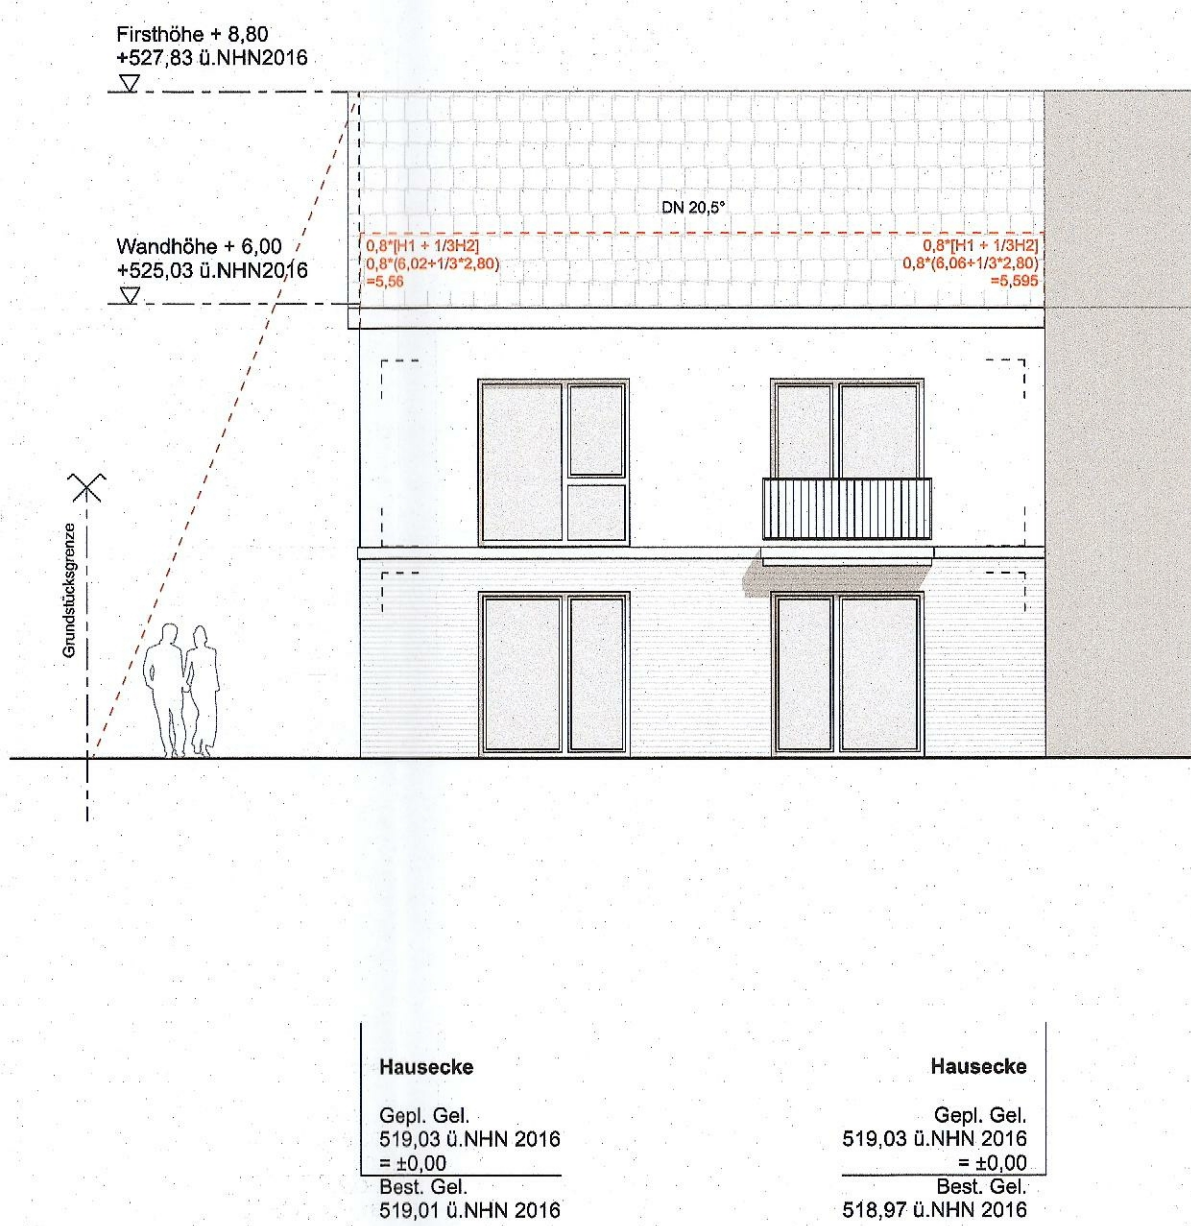 Firsthöhe + 8,80
+527,83 ü.NHN2016
DN 20,5°
Wandhöhe + 6,00
+525,03 ü.NHN2016
0,8*[H1 + 1/3H2]
0,8*(6,02+1/3*2,80)
=5,56
0,8*[H1 + 1/3H2]
0,8*(6,06+1/3*2,80)
=5,595
Grundstücksgrenze
Hausecke
Gepl. Gel.
519,03 ü.NHN 2016
= ±0,00
Best. Gel.
519,01 ü.NHN 2016
Hausecke
Gepl. Gel.
519,03 ü.NHN 2016
= ±0,00
Best. Gel.
518,97 ü.NHN 2016